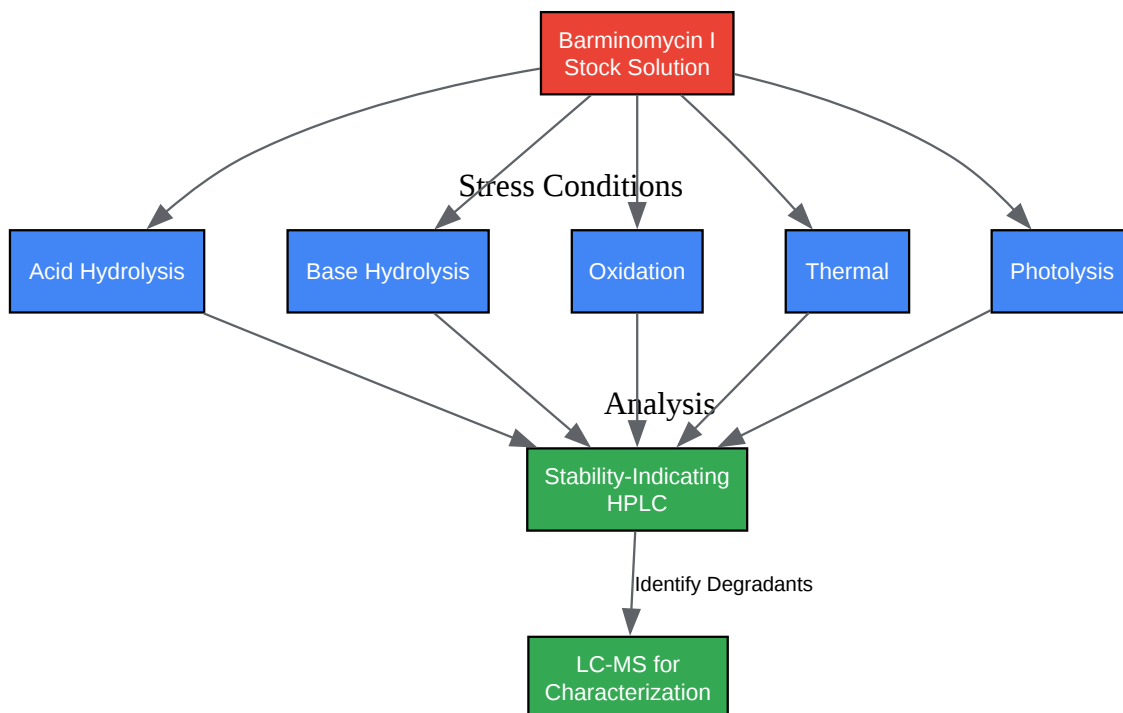 Barminomycin I
Stock Solution
Stress Conditions
Acid Hydrolysis
Base Hydrolysis
Oxidation
Thermal
Photolysis
Analysis
Stability-Indicating
HPLC
Identify Degradants
LC-MS for
Characterization